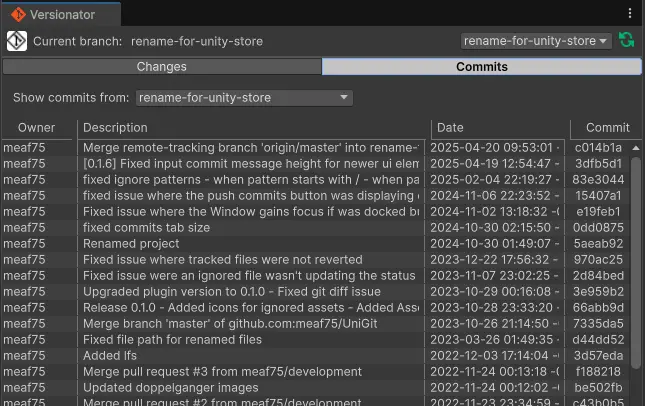 Versionator
Current branch: rename-for-unity-store rename-for-unity-store
Changes Commits
Show commits from: rename-for-unity-store
Owner Description Date Commit
meaf75 Merge remote-tracking branch 'origin/master' into rename- 2025-04-20 09:53:01 - c014b1a
meaf75 [0.1.6] Fixed input commit message height for newer ui elem 2025-04-19 12:54:47 - 3dfb5d1
meaf75 fixed ignore patterns - when pattern starts with / - when pa 2025-02-04 22:19:27 - 83e3044
meaf75 fixed issue where the push commits button was displaying 2024-11-06 22:23:52 - 15407a1
meaf75 Fixed issue where the Window gains focus if was docked bu 2024-11-02 13:18:32 -0 e19feb1
meaf75 fixed commits tab size 2024-10-30 02:15:50 - 0dd0875
meaf75 Renamed project 2024-10-30 01:49:07 - 5aeab92
meaf75 Fixed issue where tracked files were not reverted 2023-12-22 17:56:32 - 970ac25
meaf75 Fixed issue were an ignored file wasn't updating the status 2023-11-07 23:02:25 - 2d84bed
meaf75 Upgraded plugin version to 0.1.0 - Fixed git diff issue 2023-10-29 00:16:08 - 3e959b2
meaf75 Release 0.1.0 - Added icons for ignored assets - Added Asse 2023-10-28 23:33:20 - 66abb9d
meaf75 Merge branch 'master' of github.com:meaf75/UniGit 2023-10-26 21:14:50 -0 7335da5
meaf75 Fixed file path for renamed files 2023-03-26 01:49:35 - d44dd52
meaf75 Added lfs 2022-12-03 17:14:04 -0 3d57eda
meaf75 Merge pull request #3 from meaf75/development 2022-11-24 00:13:18 -0 f188218
meaf75 Updated doppelganger images 2022-11-24 00:12:02 -0 be502fb
meaf75 Merge pull request #2 from meaf75/development 2022-11-23 23:34:59 - c43b0b5